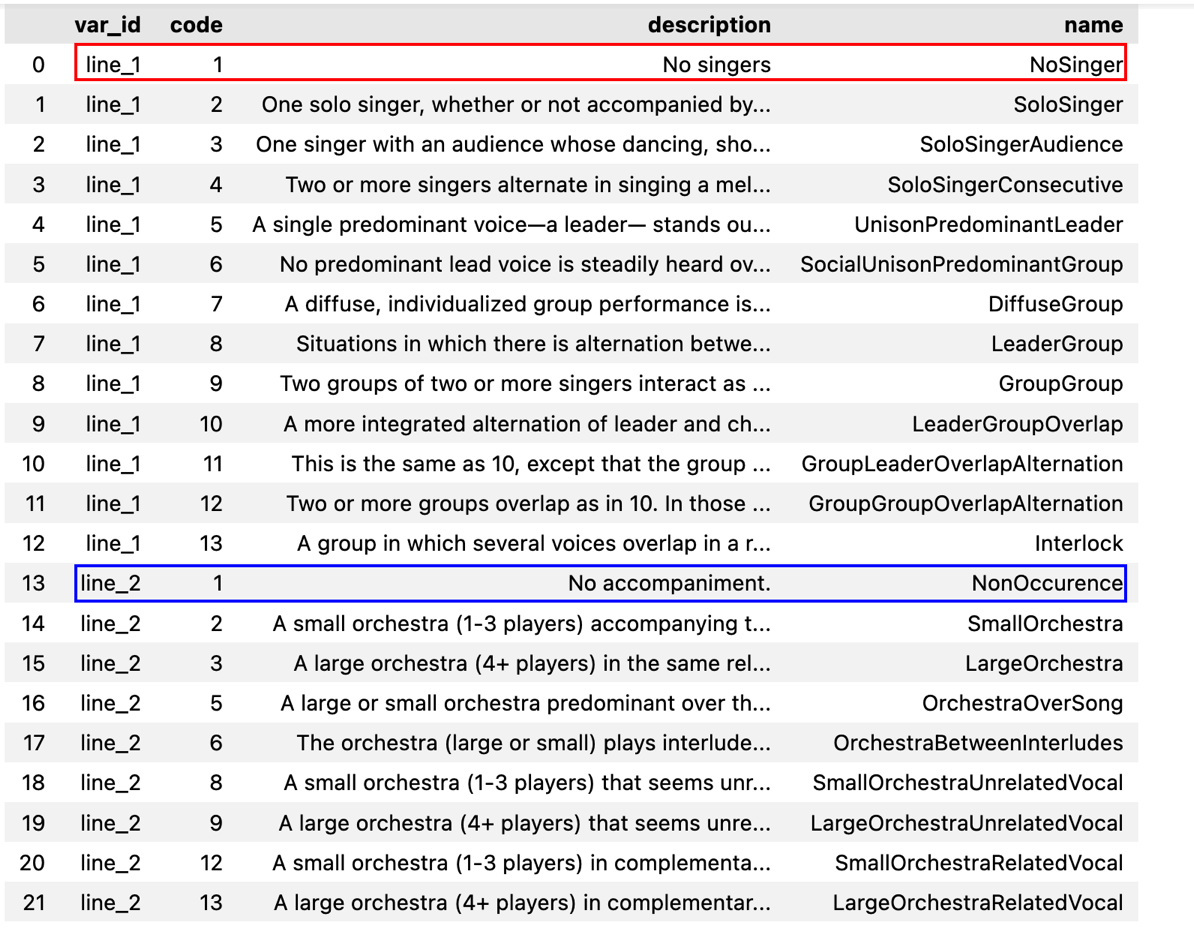 var_id code description name
0 line_1 1 No singers NoSinger
1 line_1 2 One solo singer, whether or not accompanied by... SoloSinger
2 line_1 3 One singer with an audience whose dancing, sho... SoloSingerAudience
3 line_1 4 Two or more singers alternate in singing a mel... SoloSingerConsecutive
4 line_1 5 A single predominant voice—a leader— stands ou... UnisonPredominantLeader
5 line_1 6 No predominant lead voice is steadily heard ov... SocialUnisonPredominantGroup
6 line_1 7 A diffuse, individualized group performance is... DiffuseGroup
7 line_1 8 Situations in which there is alternation betwe... LeaderGroup
8 line_1 9 Two groups of two or more singers interact as ... GroupGroup
9 line_1 10 A more integrated alternation of leader and ch... LeaderGroupOverlap
10 line_1 11 This is the same as 10, except that the group ... GroupLeaderOverlapAlternation
11 line_1 12 Two or more groups overlap as in 10. In those ... GroupGroupOverlapAlternation
12 line_1 13 A group in which several voices overlap in a r... Interlock
13 line_2 1 No accompaniment. NonOccurence
14 line_2 2 A small orchestra (1-3 players) accompanying t... SmallOrchestra
15 line_2 3 A large orchestra (4+ players) in the same rel... LargeOrchestra
16 line_2 5 A large or small orchestra predominant over th... OrchestraOverSong
17 line_2 6 The orchestra (large or small) plays interlude... OrchestraBetweenInterludes
18 line_2 8 A small orchestra (1-3 players) that seems unr... SmallOrchestraUnrelatedVocal
19 line_2 9 A large orchestra (4+ players) that seems unre... LargeOrchestraUnrelatedVocal
20 line_2 12 A small orchestra (1-3 players) in complementa... SmallOrchestraRelatedVocal
21 line_2 13 A large orchestra (4+ players) in complementar... LargeOrchestraRelatedVocal